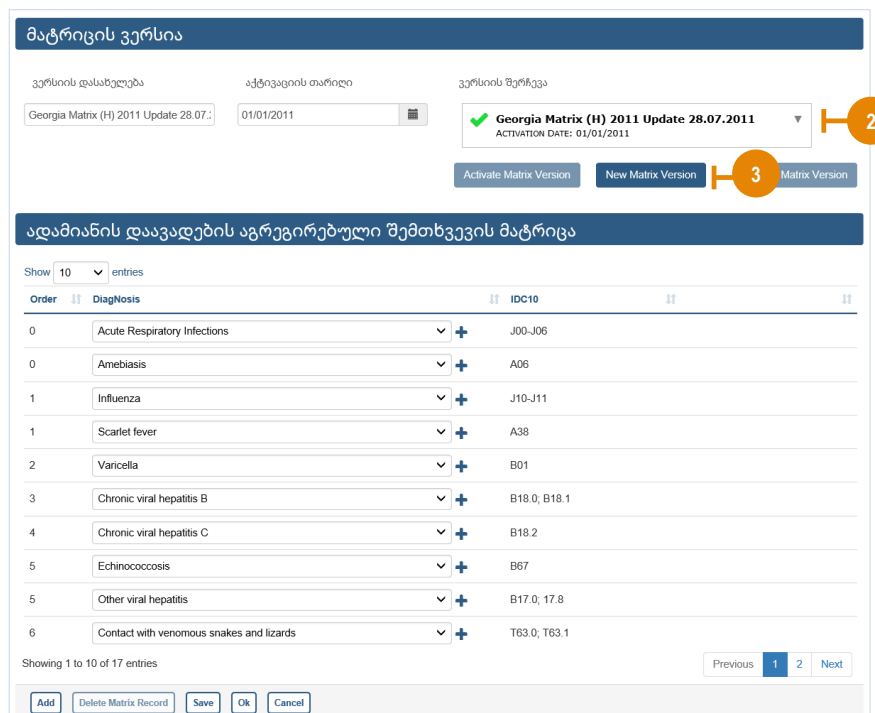 მატრიცის ვერსია
ვერსიის დასახელება აქტივაციის თარიღი ვერსიის შერჩევა
Georgia Matrix (H) 2011 Update 28.07.: 01/01/2011 Georgia Matrix (H) 2011 Update 28.07.2011 2
ACTIVATION DATE: 01/01/2011
Activate Matrix Version New Matrix Version 3 Matrix Version
ადამიანის დაავადების აგრეგირებული შემთხვევის მატრიცა
Show 10 entries
Order DiagNosis IDC10
0 Acute Respiratory Infections J00-J06
0 Amebiasis A06
1 Influenza J10-J11
1 Scarlet fever A38
2 Varicella B01
3 Chronic viral hepatitis B B18.0; B18.1
4 Chronic viral hepatitis C B18.2
5 Echinococcosis B67
5 Other viral hepatitis B17.0; 17.8
6 Contact with venomous snakes and lizards T63.0; T63.1
Showing 1 to 10 of 17 entries Previous 1 2 Next
Add Delete Matrix Record Save Ok Cancel